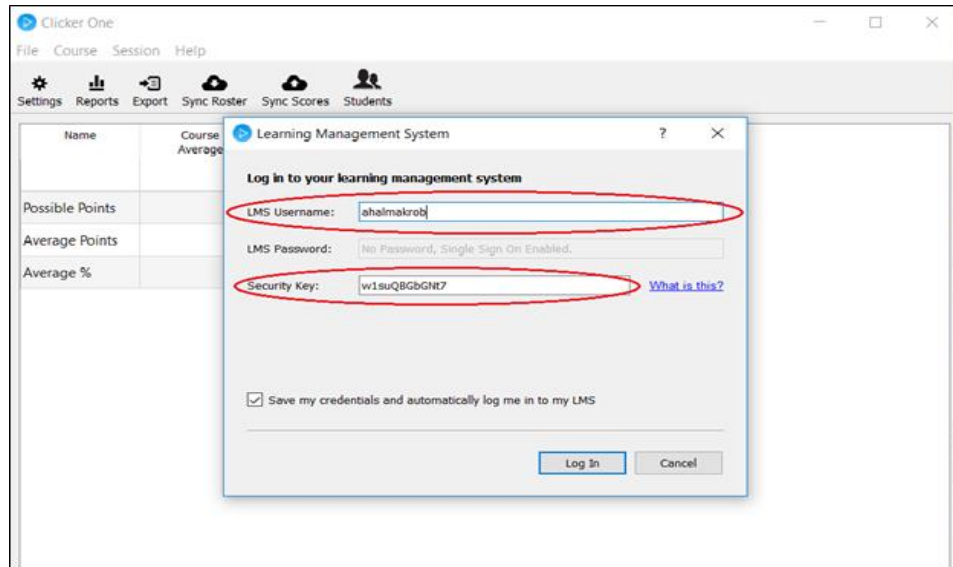 Clicker One
File Course Session Help
Settings Reports Export Sync Roster Sync Scores Students
Name Course Average
Learning Management System ?
Log in to your learning management system
LMS Username: ahalmakrob
LMS Password: No Password, Single Sign On Enabled.
Security Key: w1suQBGbGNt7 What is this?
Possible Points
Average Points
Average %
Save my credentials and automatically log me in to my LMS
Log In Cancel